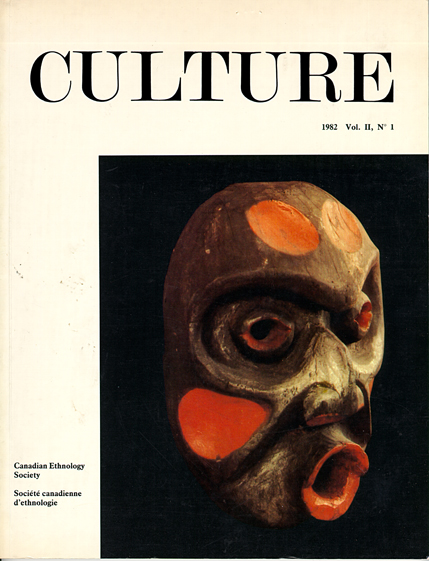 CULTURE
1982 Vol. II, N° 1
Canadian Ethnology
Society
Société canadienne
d'ethnologie